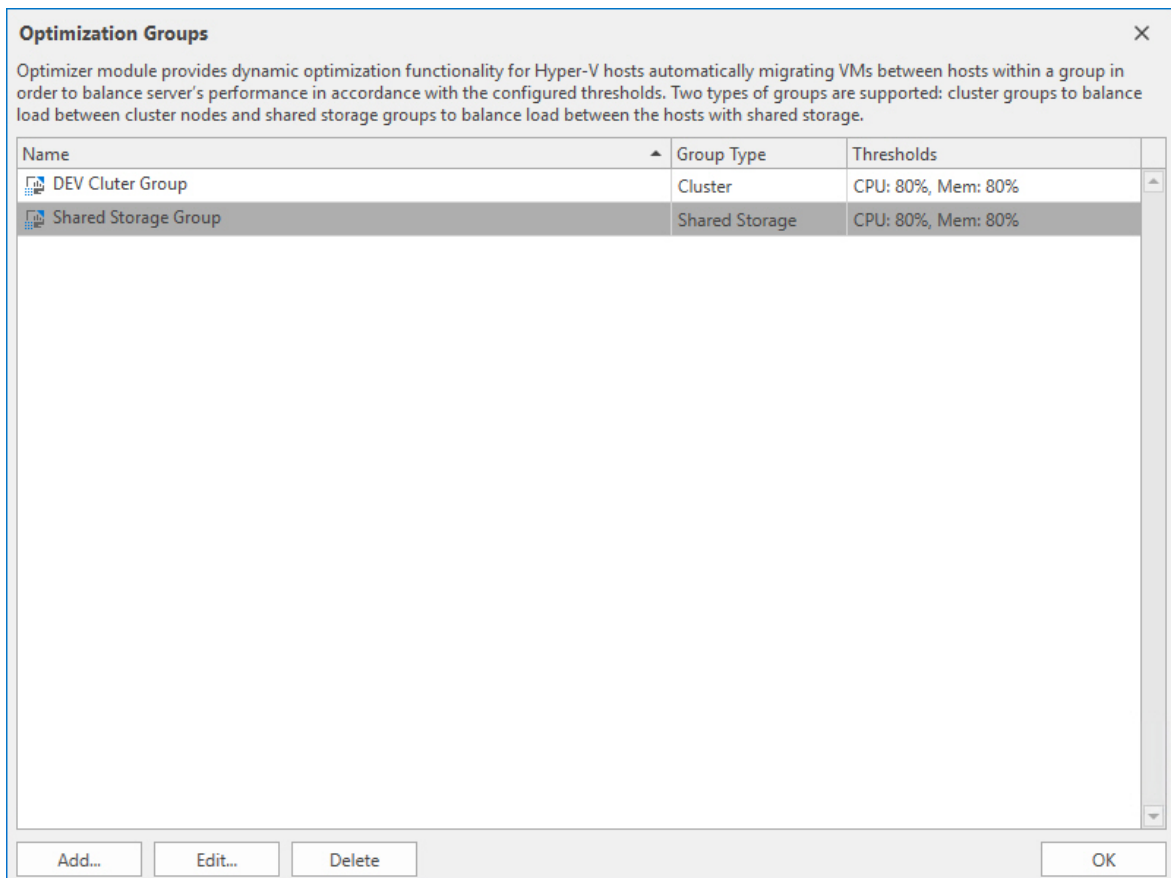 Optimization Groups
Optimizer module provides dynamic optimization functionality for Hyper-V hosts automatically migrating VMs between hosts within a group in
order to balance server's performance in accordance with the configured thresholds. Two types of groups are supported: cluster groups to balance
load between cluster nodes and shared storage groups to balance load between the hosts with shared storage.
Name Group Type Thresholds
DEV Cluter Group Cluster CPU: 80%, Mem: 80%
Shared Storage Group Shared Storage CPU: 80%, Mem: 80%
Add... Edit... Delete OK